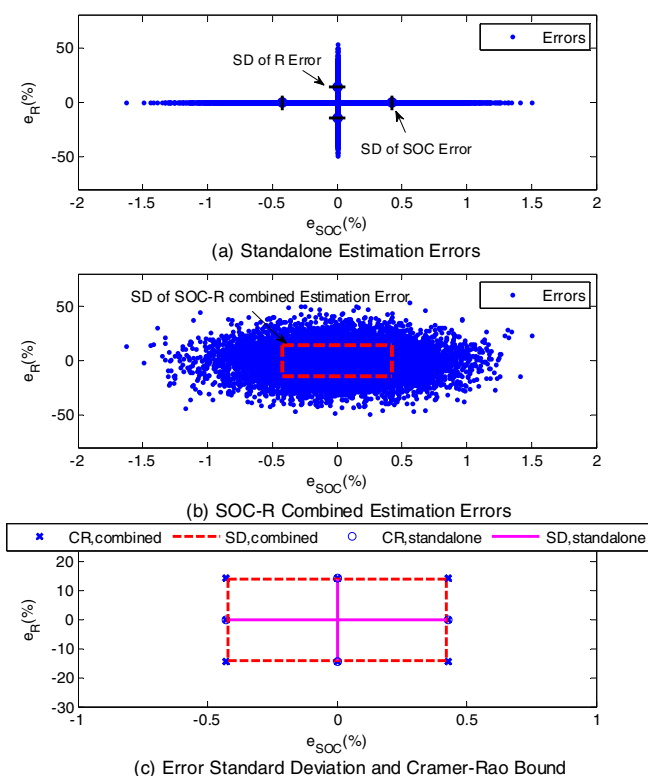 50
0
-50
e_R(%)
Errors
SD of R Error
SD of SOC Error
-2 -1.5 -1 -0.5 0 0.5 1 1.5 2
e_SOC(%)
(a) Standalone Estimation Errors
50
0
-50
e_R(%)
SD of SOC-R combined Estimation Error
Errors
-2 -1.5 -1 -0.5 0 0.5 1 1.5 2
e_SOC(%)
(b) SOC-R Combined Estimation Errors
CR,combined SD,combined CR,standalone SD,standalone
20
10
0
-10
-20
-30
e_R(%)
-1 -0.5 0 0.5 1
e_SOC(%)
(c) Error Standard Deviation and Cramer-Rao Bound